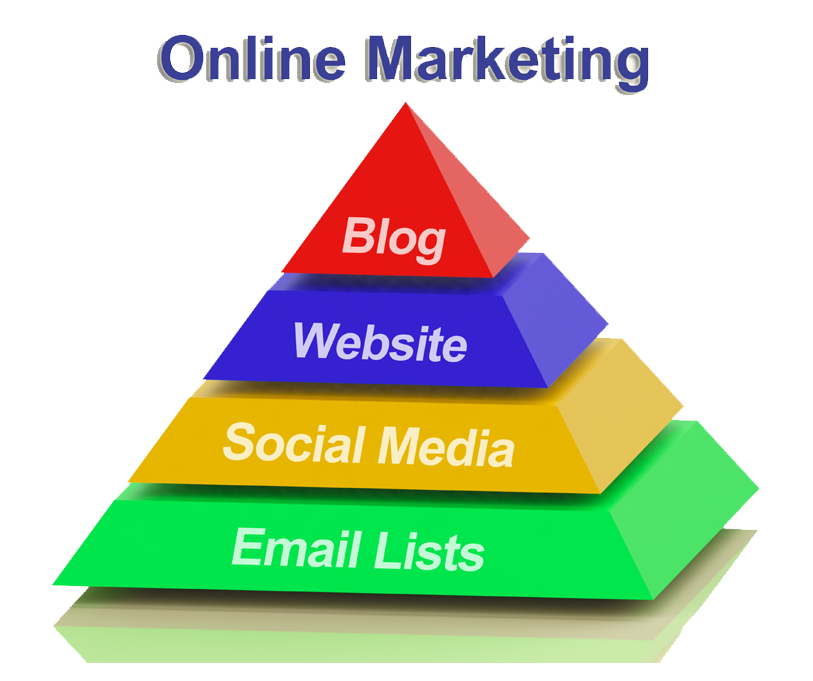 Online Marketing
Blog
Website
Social Media
Email Lists